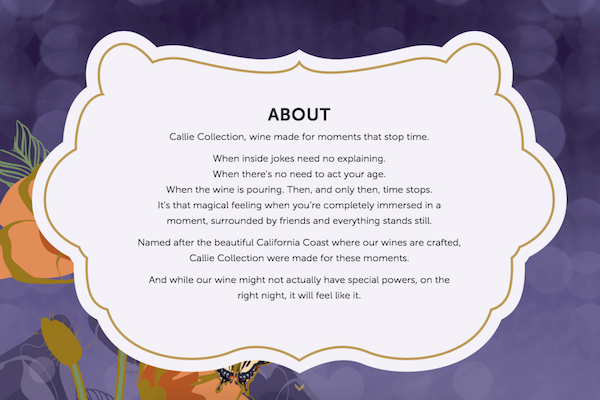 ABOUT
Callie Collection, wine made for moments that stop time.
When inside jokes need no explaining.
When there's no need to act your age.
When the wine is pouring. Then, and only then, time stops.
It's that magical feeling when you're completely immersed in a
moment, surrounded by friends and everything stands still.
Named after the beautiful California Coast where our wines are crafted,
Callie Collection were made for these moments.
And while our wine might not actually have special powers, on the
right night, it will feel like it.